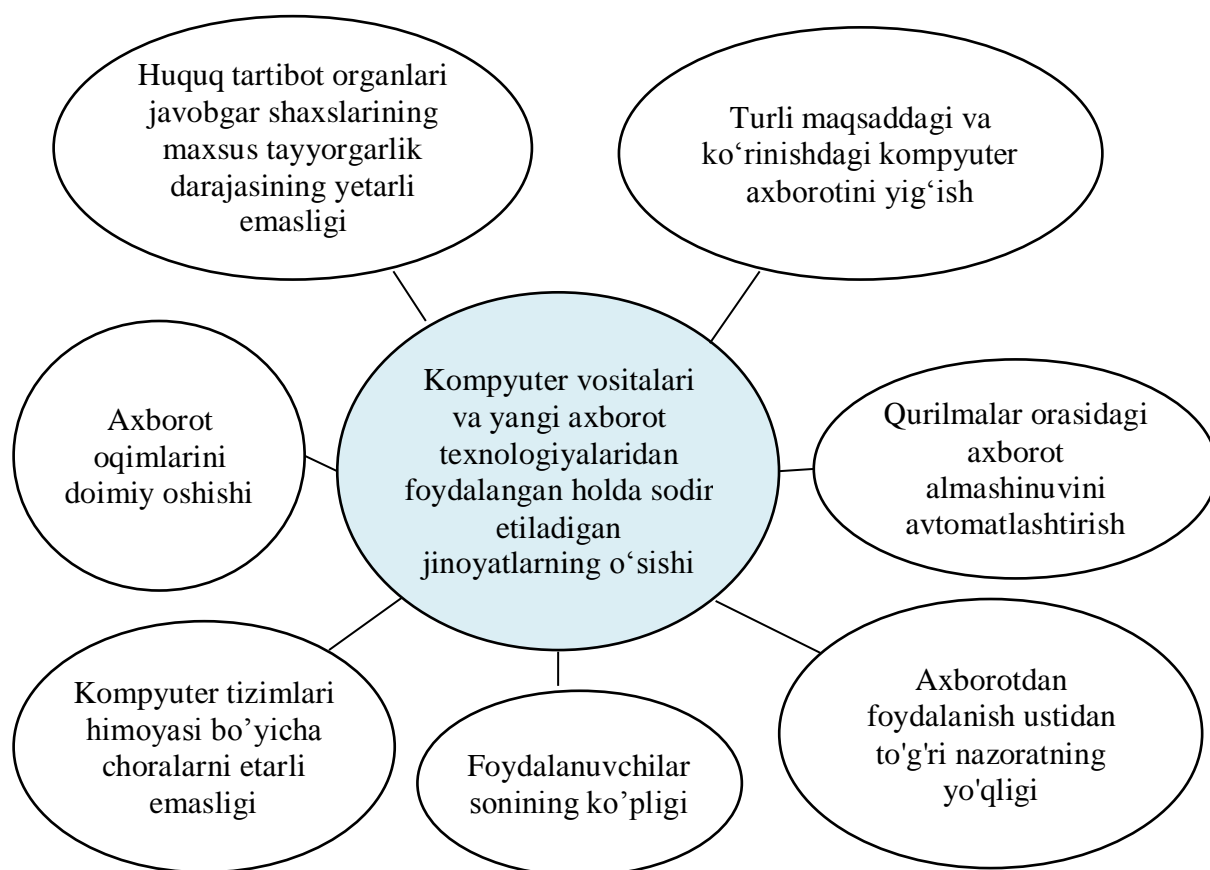 Huquq tartibot organlari
javobgar shaxslarining
maxsus tayyorgarlik
darajasining yetarli
emasligi
Turli maqsaddagi va
ko‘rinishdagi kompyuter
axborotini yig‘ish
Axborot
oqimlarini
doimiy oshishi
Kompyuter vositalari
va yangi axborot
texnologiyalaridan
foydalangan holda sodir
etiladigan
jinoyatlarning o‘sishi
Qurilmalar orasidagi
axborot
almashinuvini
avtomatlashtirish
Kompyuter tizimlari
himoyasi bo’yicha
choralarni etarli
emasligi
Foydalanuvchilar
sonining ko’pligi
Axborotdan
foydalanish ustidan
to'g'ri nazoratning
yo'qligi